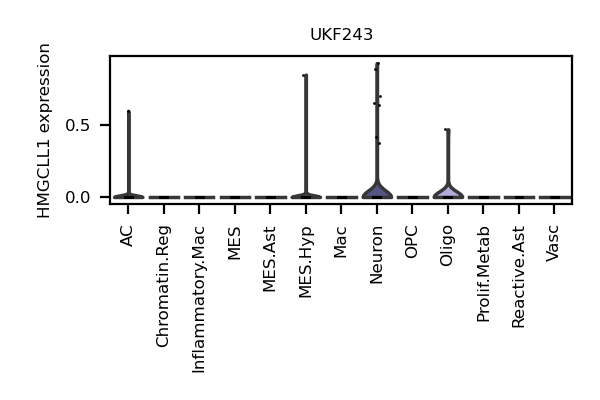 UKF243
HMGCLL1 expression
0.5
0.0
AC
Chromatin.Reg
Inflammatory.Mac
MES
MES.Ast
MES.Hyp
Mac
Neuron
OPC
Oligo
Prolif.Metab
Reactive.Ast
Vasc